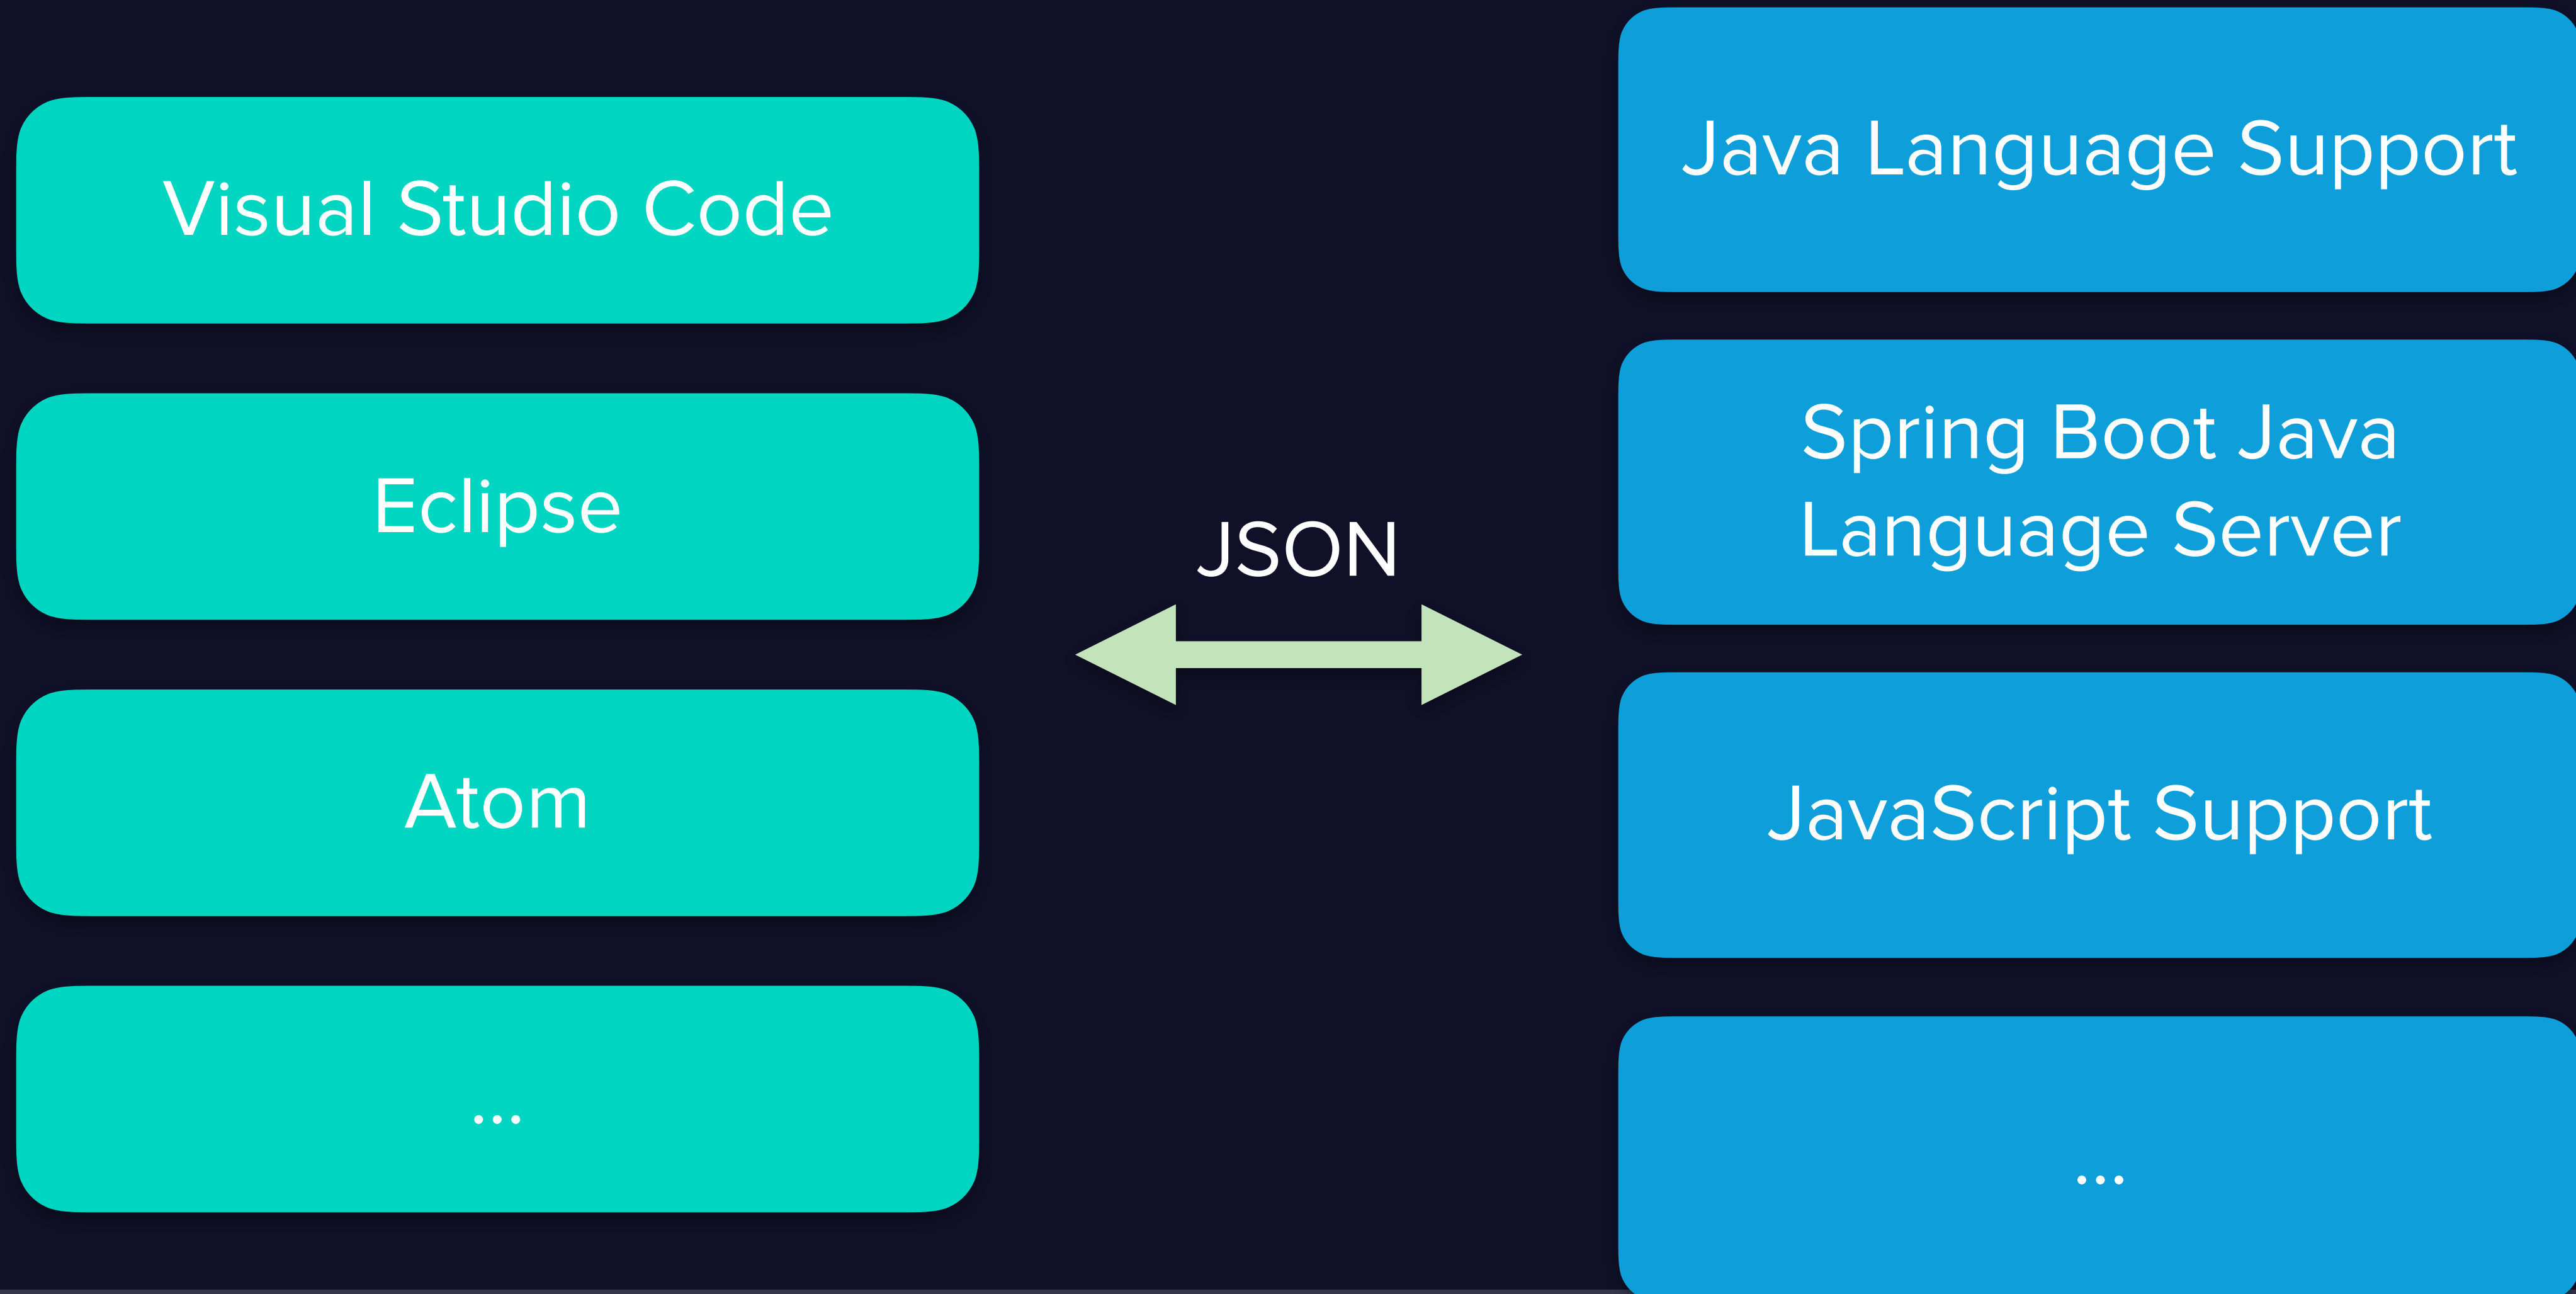 Visual Studio Code
Eclipse
Atom
...
JSON
Java Language Support
Spring Boot Java
Language Server
JavaScript Support
...